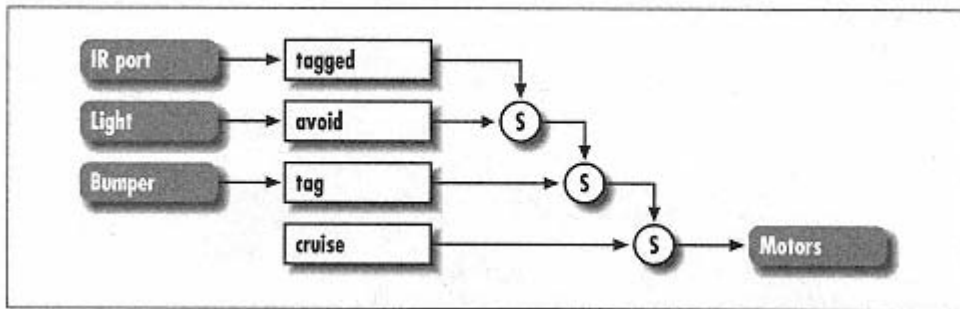 IR port
tagged
Light
avoid
S
Bumper
tag
S
cruise
S
Motors